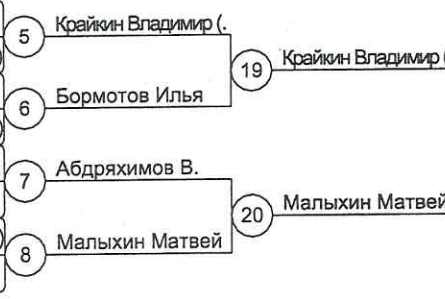 5 Крайкин Владимир (.
19 Крайкин Владимир (
6 Бормотов Илья
7 Абдряхимов В.
20 Малыхин Матвей
8 Малыхин Матвей